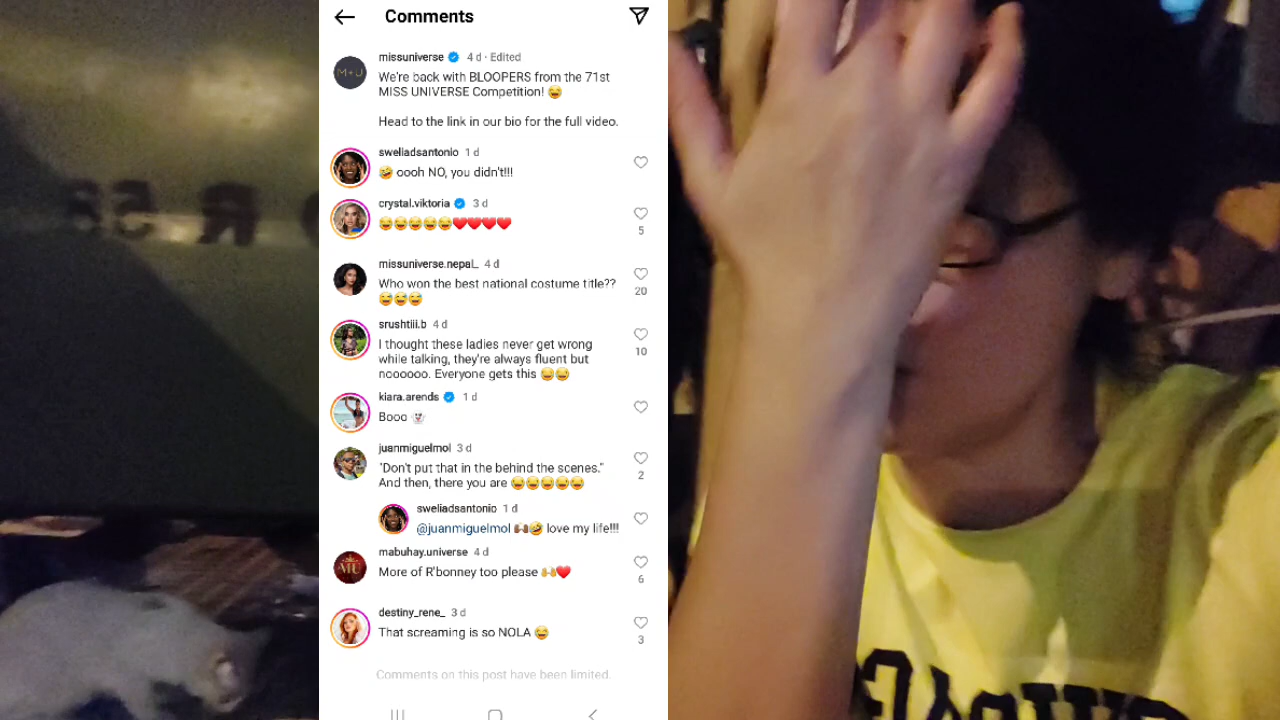 Comments
missuniverse 4 d · Edited
M+U
We're back with BLOOPERS from the 71st
MISS UNIVERSE Competition! 😂
Head to the link in our bio for the full video.
sweliadsantonio 1 d
🤣 oooh NO, you didn't!!!
crystal.viktoria 3 d
😂😂😂😂😂❤️❤️❤️❤️
5
missuniverse.nepal_ 4 d
Who won the best national costume title??
😂😂😂
20
srushtiii.b 4 d
I thought these ladies never get wrong
while talking, they're always fluent but
noooooo. Everyone gets this 😂😂
10
kiara.arends 1 d
Booo 👻
juanmiguelmol 3 d
"Don't put that in the behind the scenes."
And then, there you are 😂😂😂😂😂
2
sweliadsantonio 1 d
@juanmiguelmol 🙌🏾🤣 love my life!!!
mabuhay.universe 4 d
MU
More of R'bonney too please 🙌❤️
6
destiny_rene_ 3 d
That screaming is so NOLA 😂
3
Comments on this post have been limited.